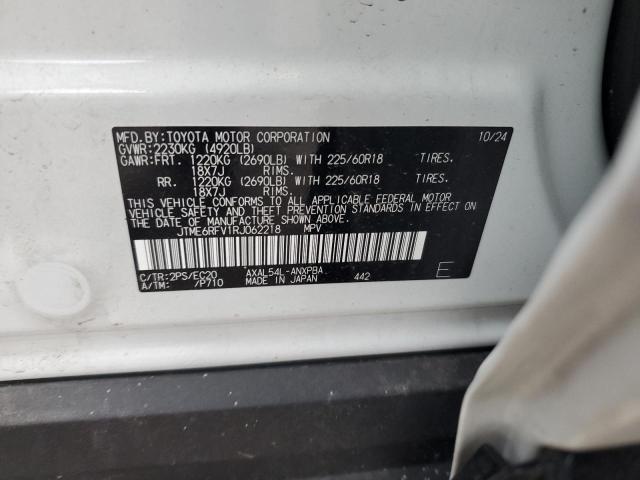 MFD. BY: TOYOTA MOTOR CORPORATION 10/24
GVWR: 2230KG (4920LB)
GAWR: FRT. 1220KG (2690LB) WITH 225/60R18 TIRES.
18X7J RIMS.
RR. 1220KG (2690LB) WITH 225/60R18 TIRES.
18X7J RIMS.
THIS VEHICLE CONFORMS TO ALL APPLICABLE FEDERAL MOTOR
VEHICLE SAFETY AND THEFT PREVENTION STANDARDS IN EFFECT
ON THE DATE OF MANUFACTURE SHOWN ABOVE.
JTME6RFV1RJ062218 MPV
C/TR: 2PS/EC20 AXAL54L-ANXPBA
A/TM: /P710 MADE IN JAPAN 442 E